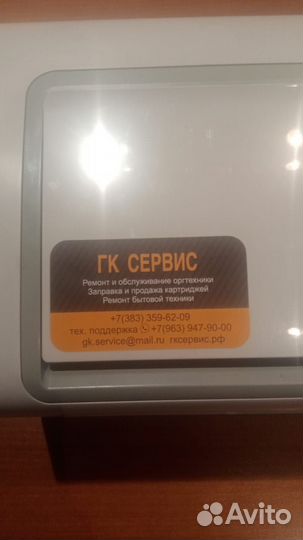 ГК СЕРВИС
Ремонт и обслуживание оргтехники
Заправка и продажа картриджей
Ремонт бытовой техники
+7(383) 359-62-09
тех. поддержка +7(963) 947-90-00
gk.service@mail.ru гксервис.рф
Avito